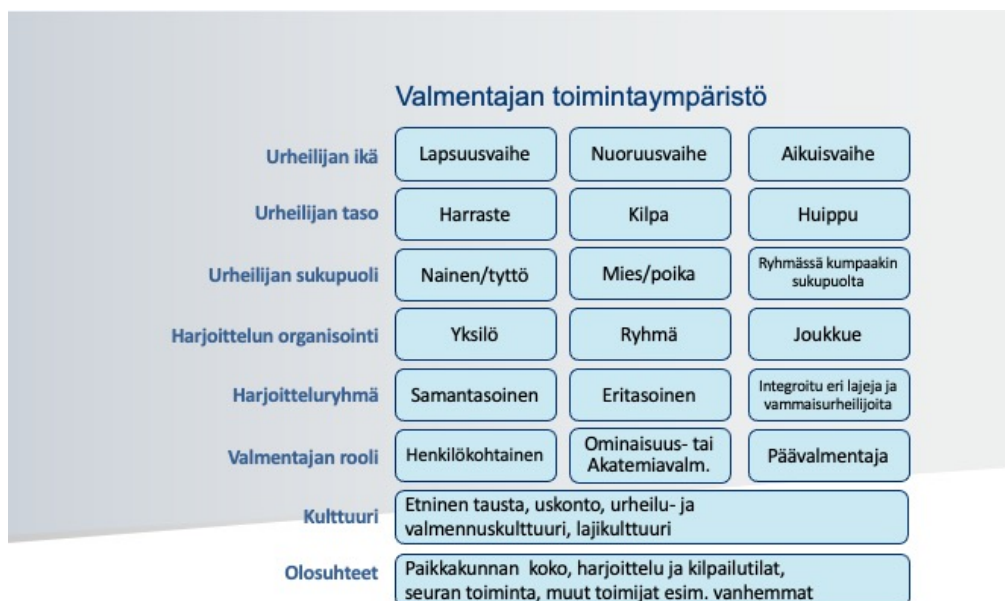 Valmentajan toimintaympäristö
Urheilijan ikä
Lapsuusvaihe
Nuoruusvaihe
Aikuisvaihe
Urheilijan taso
Harraste
Kilpa
Huippu
Urheilijan sukupuoli
Nainen/tyttö
Mies/poika
Ryhmässä kumpaakin
sukupuolta
Harjoittelun organisointi
Yksilö
Ryhmä
Joukkue
Harjoitteluryhmä
Samantasoinen
Eritasoinen
Integroitu eri lajeja ja
vammaisurheilijoita
Valmentajan rooli
Henkilökohtainen
Ominaisuus- tai
Akatemiavalm.
Päävalmentaja
Kulttuuri
Etninen tausta, uskonto, urheilu- ja
valmennuskulttuuri, lajikulttuuri
Olosuhteet
Paikkakunnan koko, harjoittelu ja kilpailutilat,
seuran toiminta, muut toimijat esim. vanhemmat